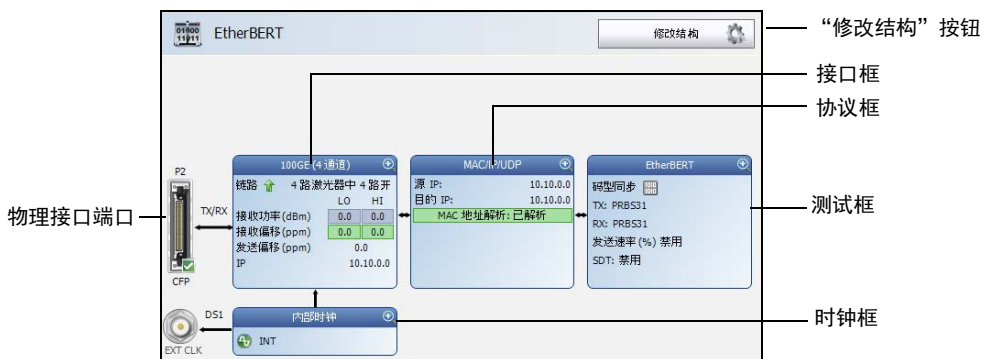 01000
11011
EtherBERT
修改结构
“修改结构”按钮
接口框
协议框
物理接口端口
P2
TX/RX
CFP
100GE (4 通道)
链路 4 路激光器中 4 路开
LO HI
接收功率 (dBm) 0.0 0.0
接收偏移 (ppm) 0.0 0.0
发送偏移 (ppm) 0.0
IP 10.10.0.0
MAC/IP/UDP
源 IP: 10.10.0.0
目的 IP: 10.10.0.0
MAC 地址解析: 已解析
EtherBERT
码型同步
TX: PRBS31
RX: PRBS31
发送速率 (%) 禁用
SDT: 禁用
测试框
DS1
EXT CLK
内部时钟
INT
时钟框